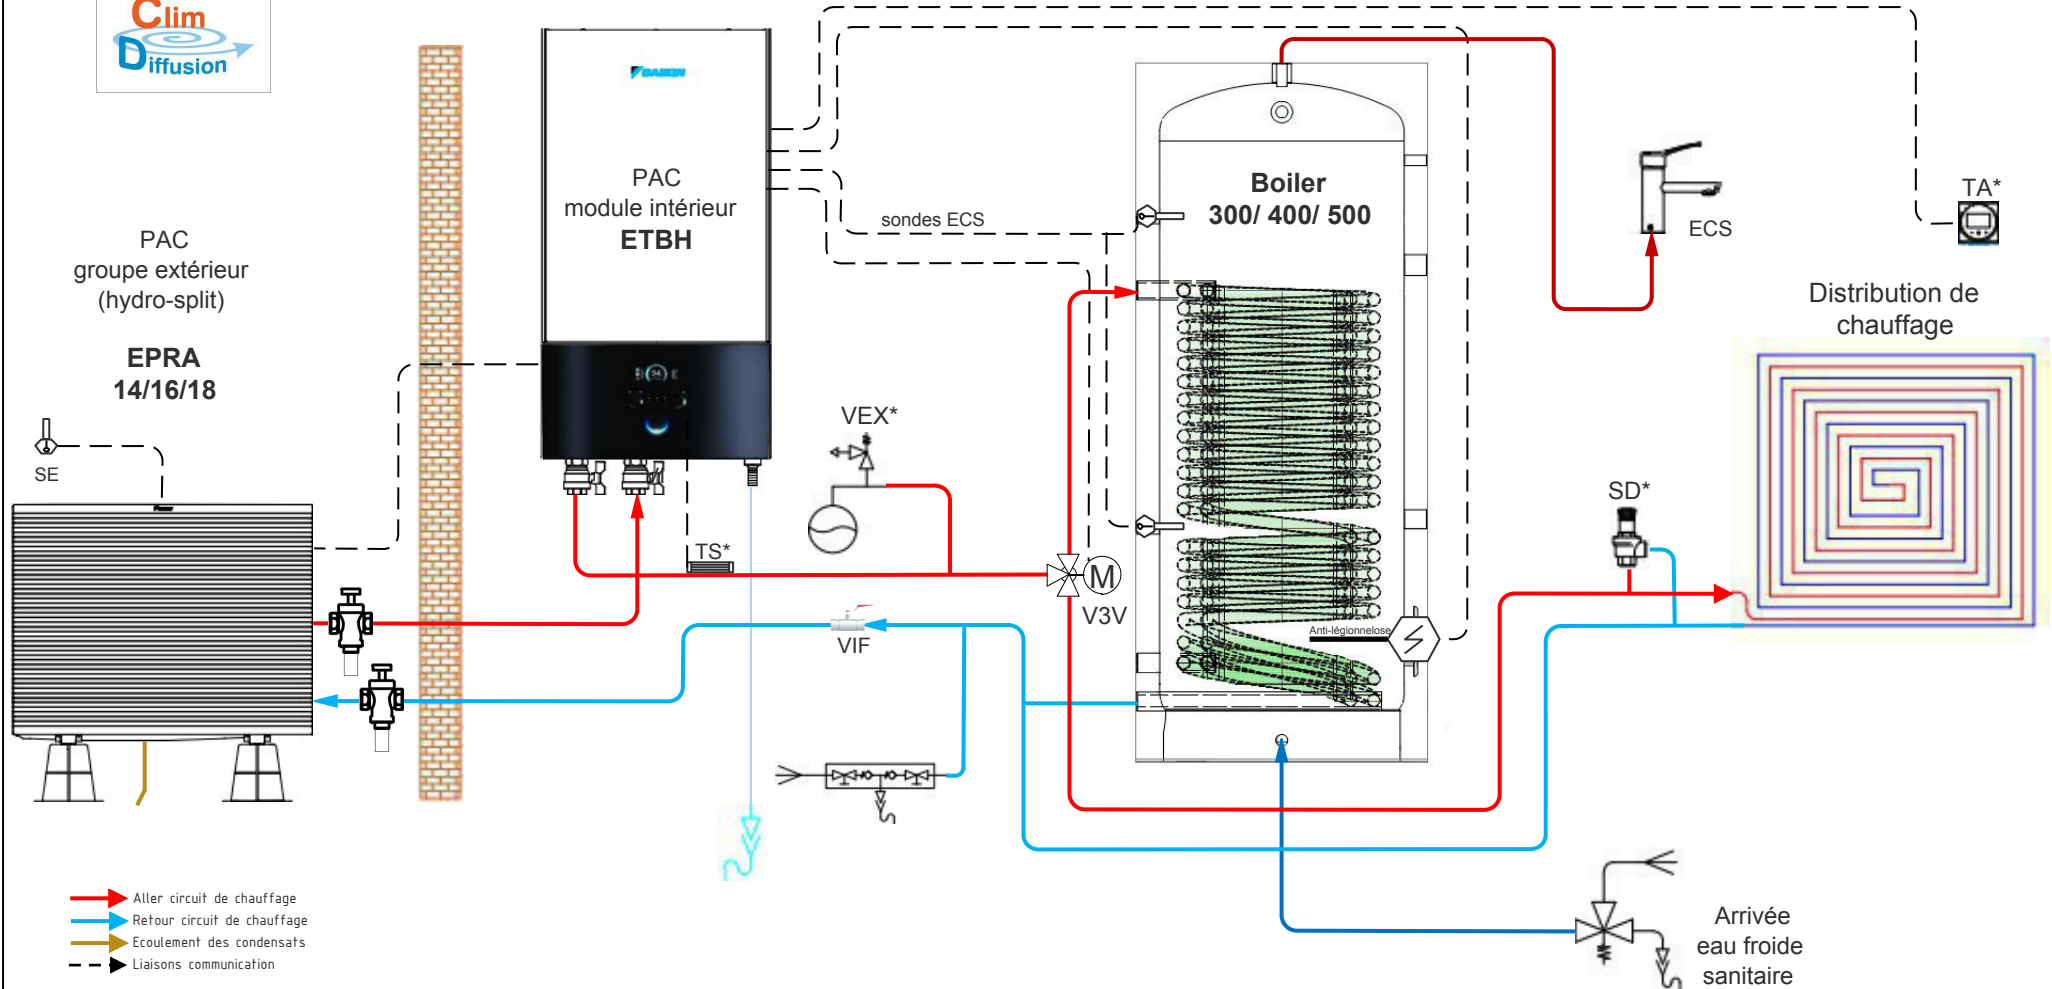 Clim
Diffusion
DAIKIN
PAC
module intérieur
ETBH
PAC
groupe extérieur
(hydro-split)
EPRA
14/16/18
SE
sondes ECS
Boiler
300/ 400/ 500
ECS
TA*
Distribution de
chauffage
VEX*
TS*
M
V3V
VIF
SD*
Anti-légionnelose
Aller circuit de chauffage
Retour circuit de chauffage
Ecoulement des condensats
Liaisons communication
Arrivée
eau froide
sanitaire